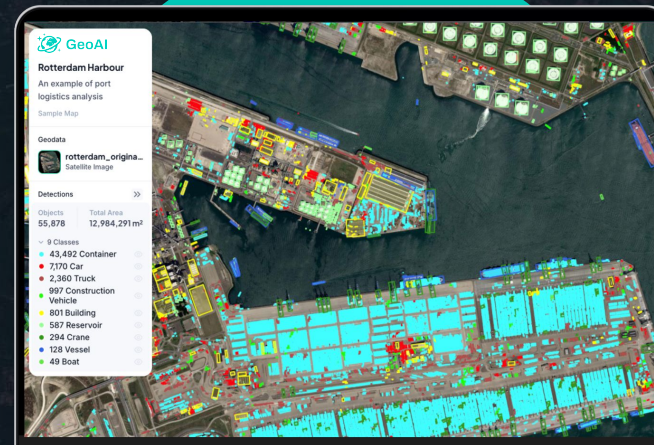 GeoAI
Rotterdam Harbour
An example of port
logistics analysis
Sample Map
Geodata
rotterdam_origina...
Satellite Image
Detections
Objects
55,878
Total Area
12,984,291 m²
9 Classes
43,492 Container
7,170 Car
2,360 Truck
997 Construction
Vehicle
801 Building
587 Reservoir
294 Crane
128 Vessel
49 Boat